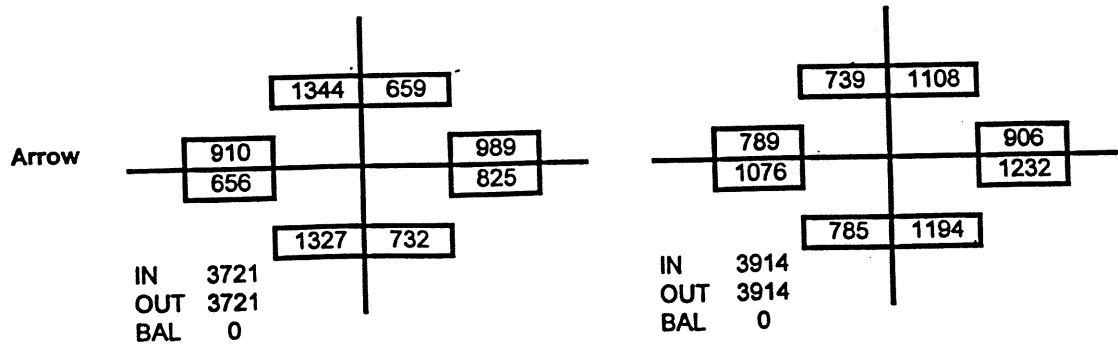 1344 659
910 989
656 825
1327 732
IN 3721
OUT 3721
BAL 0
Arrow
739 1108
789 906
1076 1232
785 1194
IN 3914
OUT 3914
BAL 0